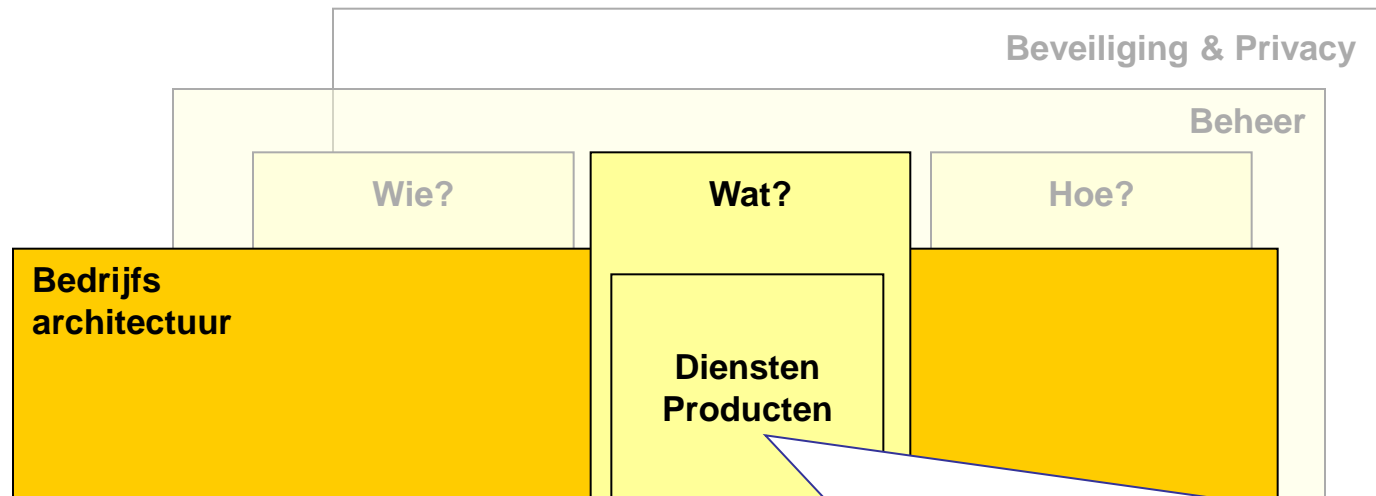 Beveiliging & Privacy
Beheer
Wie?
Wat?
Hoe?
Bedrijfs
architectuur
Diensten
Producten